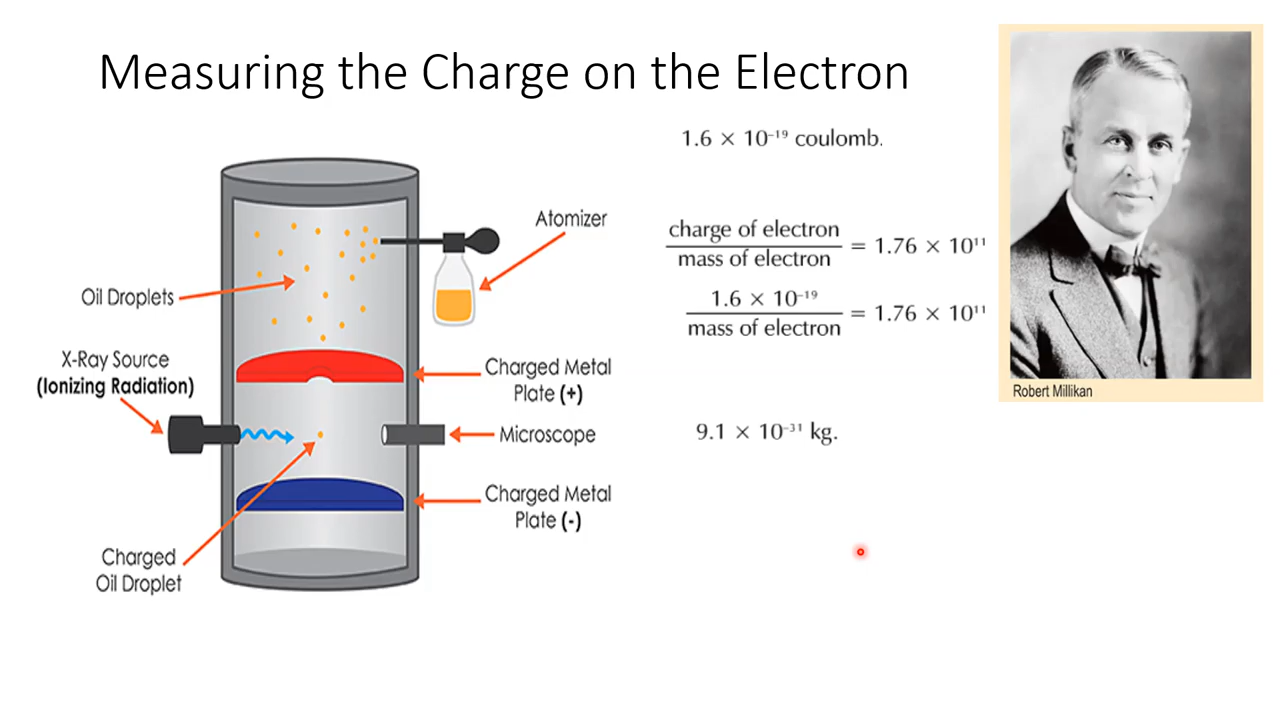 Measuring the Charge on the Electron
1.6 × 10⁻¹⁹ coulomb.
charge of electron
mass of electron
= 1.76 × 10¹¹
1.6 × 10⁻¹⁹
mass of electron
= 1.76 × 10¹¹
9.1 × 10⁻³¹ kg.
Atomizer
Oil Droplets
X-Ray Source
(Ionizing Radiation)
Charged Metal
Plate (+)
Microscope
Charged Metal
Plate (-)
Charged
Oil Droplet
Robert Millikan